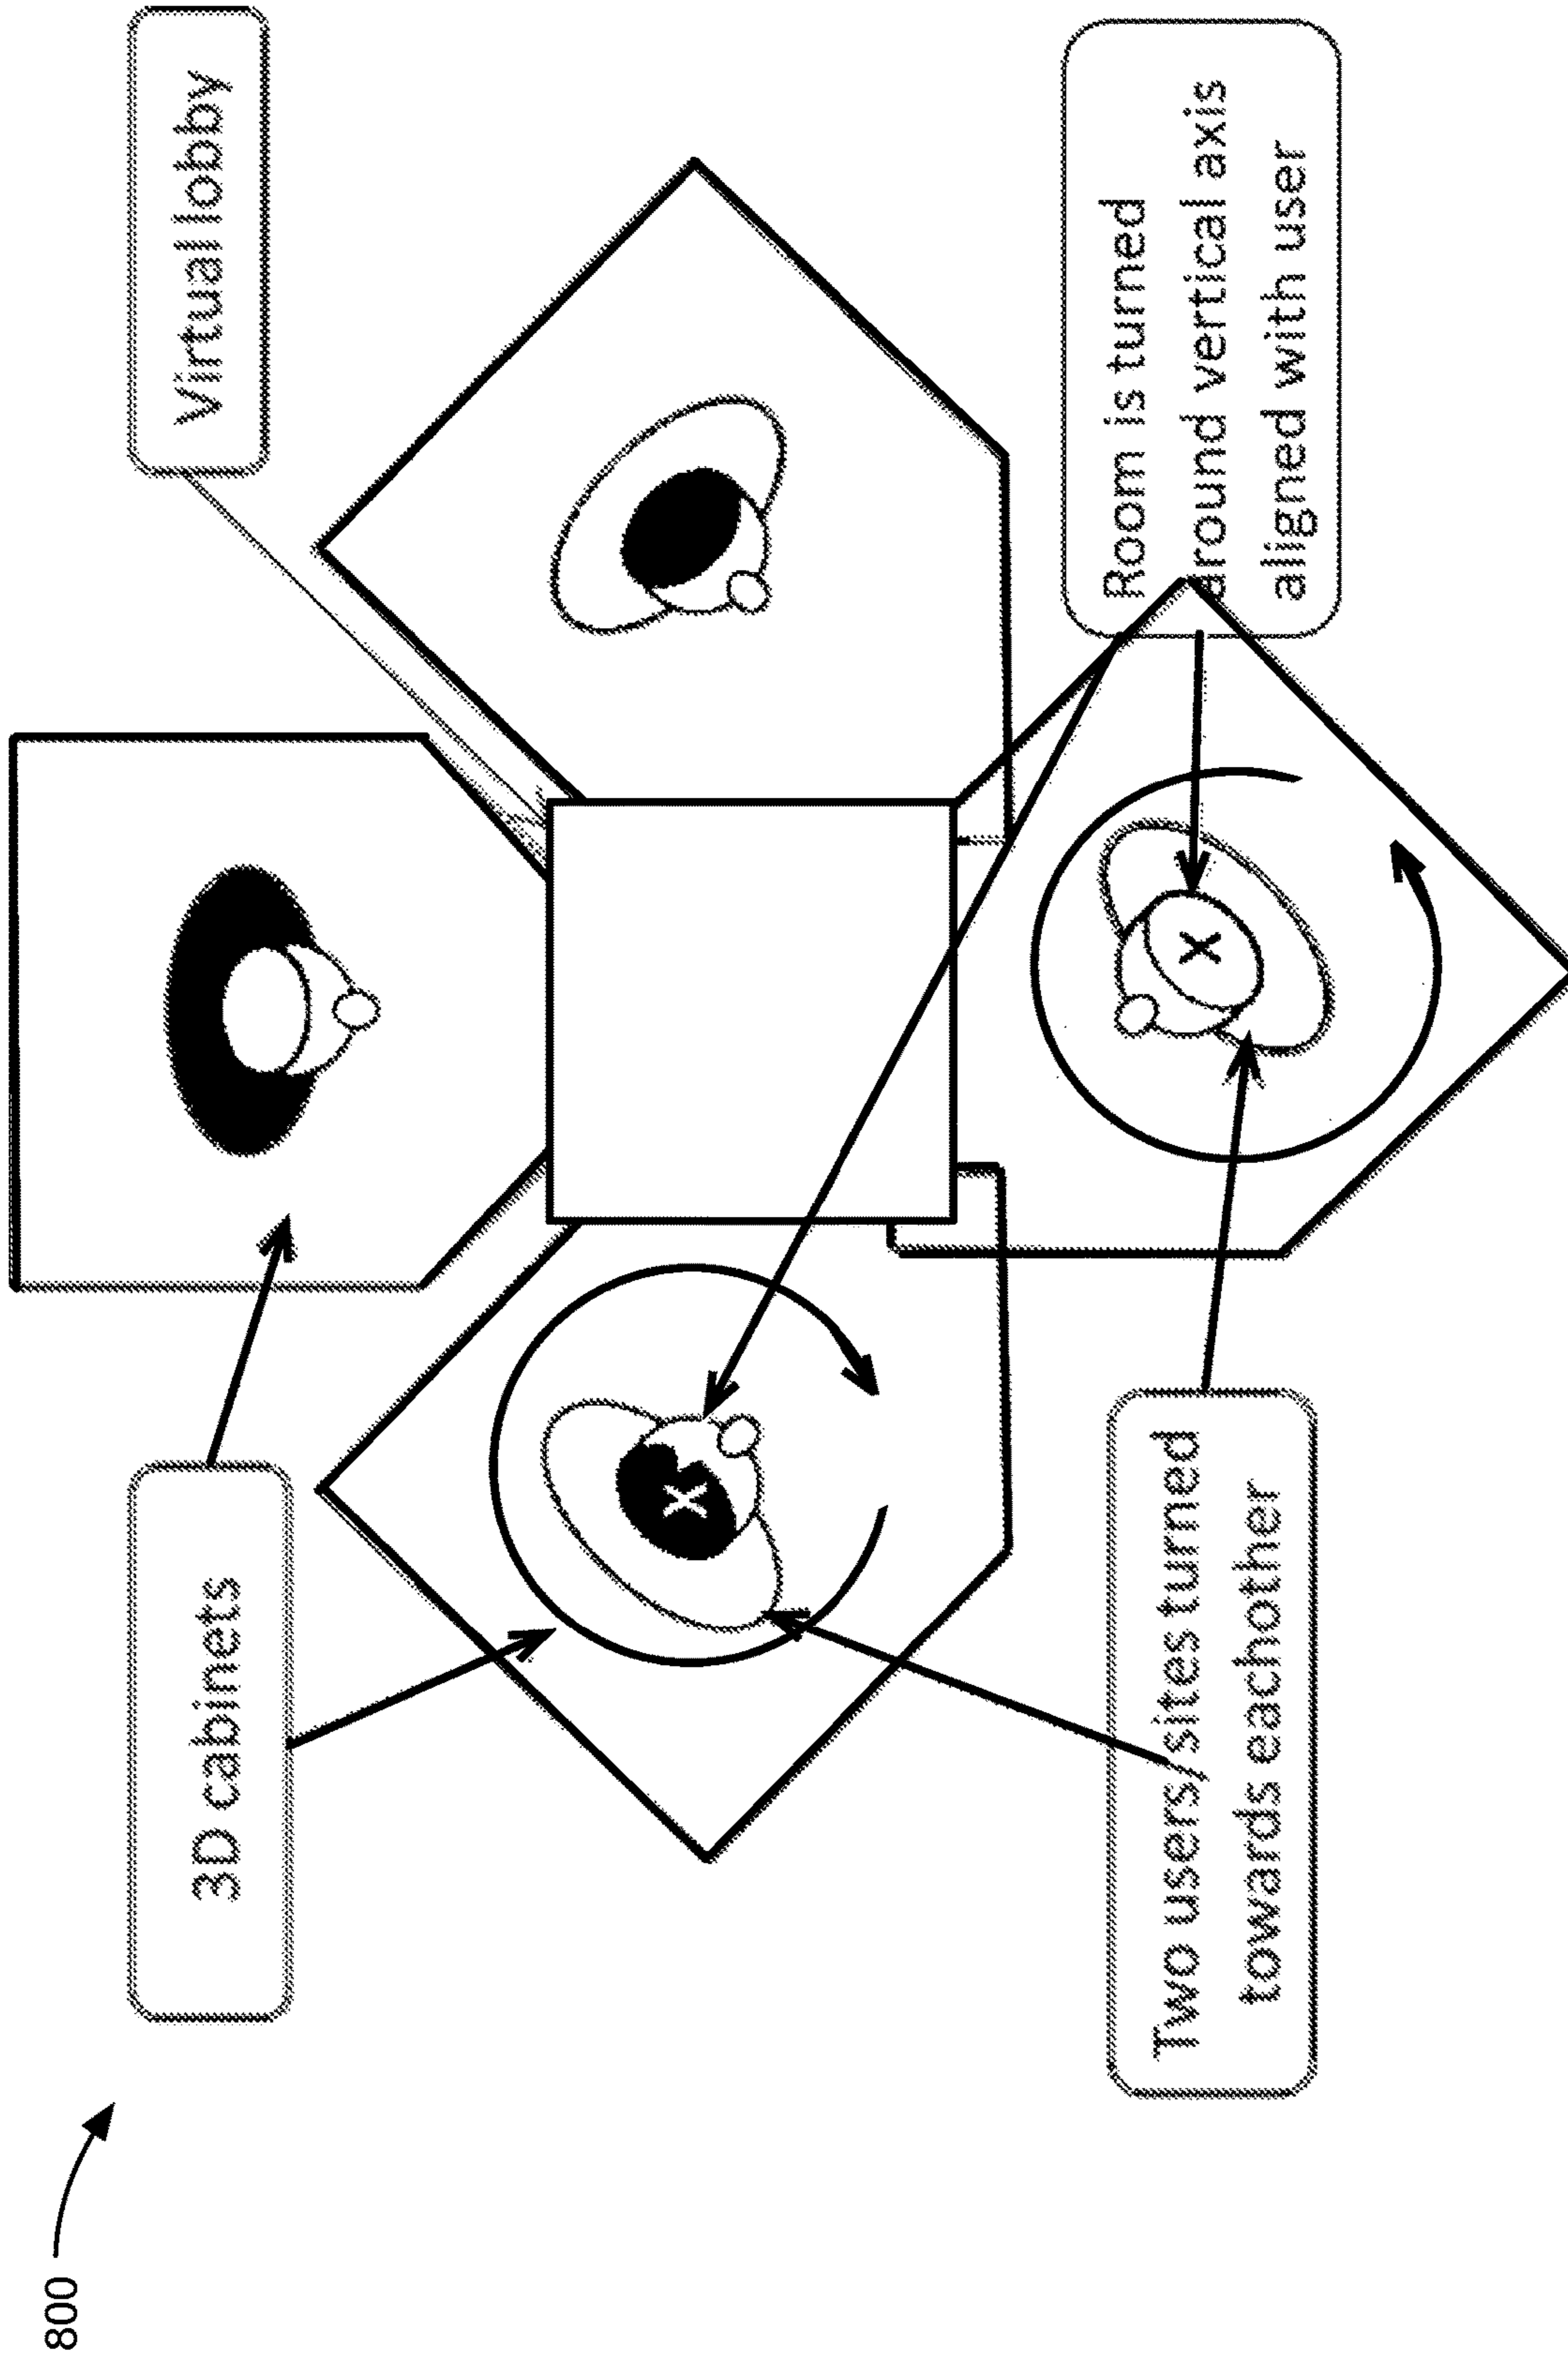 800
3D cabinets
Virtual lobby
Two users/sites turned
towards eachother
Room is turned
around vertical axis
aligned with user
X
X